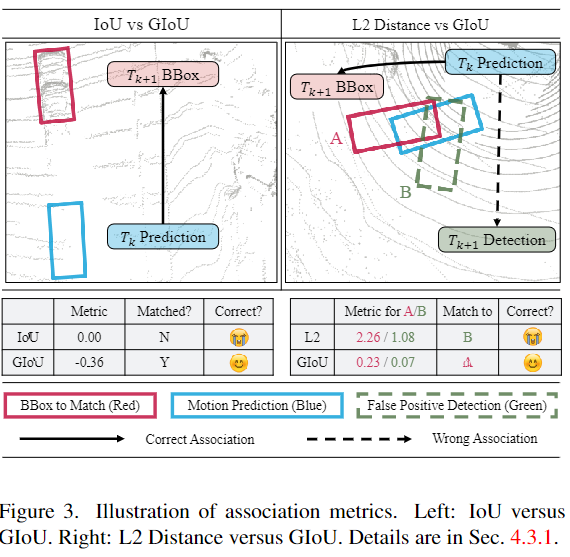 IoU vs GIoU
L2 Distance vs GIoU
T_{k+1} BBox
T_k Prediction
T_k Prediction
T_{k+1} BBox
A
B
T_{k+1} Detection
Metric Matched? Correct?
IoU 0.00 N
GIoU -0.36 Y
Metric for A/B Match to Correct?
L2 2.26 / 1.08 B
GIoU 0.23 / 0.07 A
BBox to Match (Red)
Motion Prediction (Blue)
False Positive Detection (Green)
Correct Association
Wrong Association
Figure 3. Illustration of association metrics. Left: IoU versus
GIoU. Right: L2 Distance versus GIoU. Details are in Sec. 4.3.1.